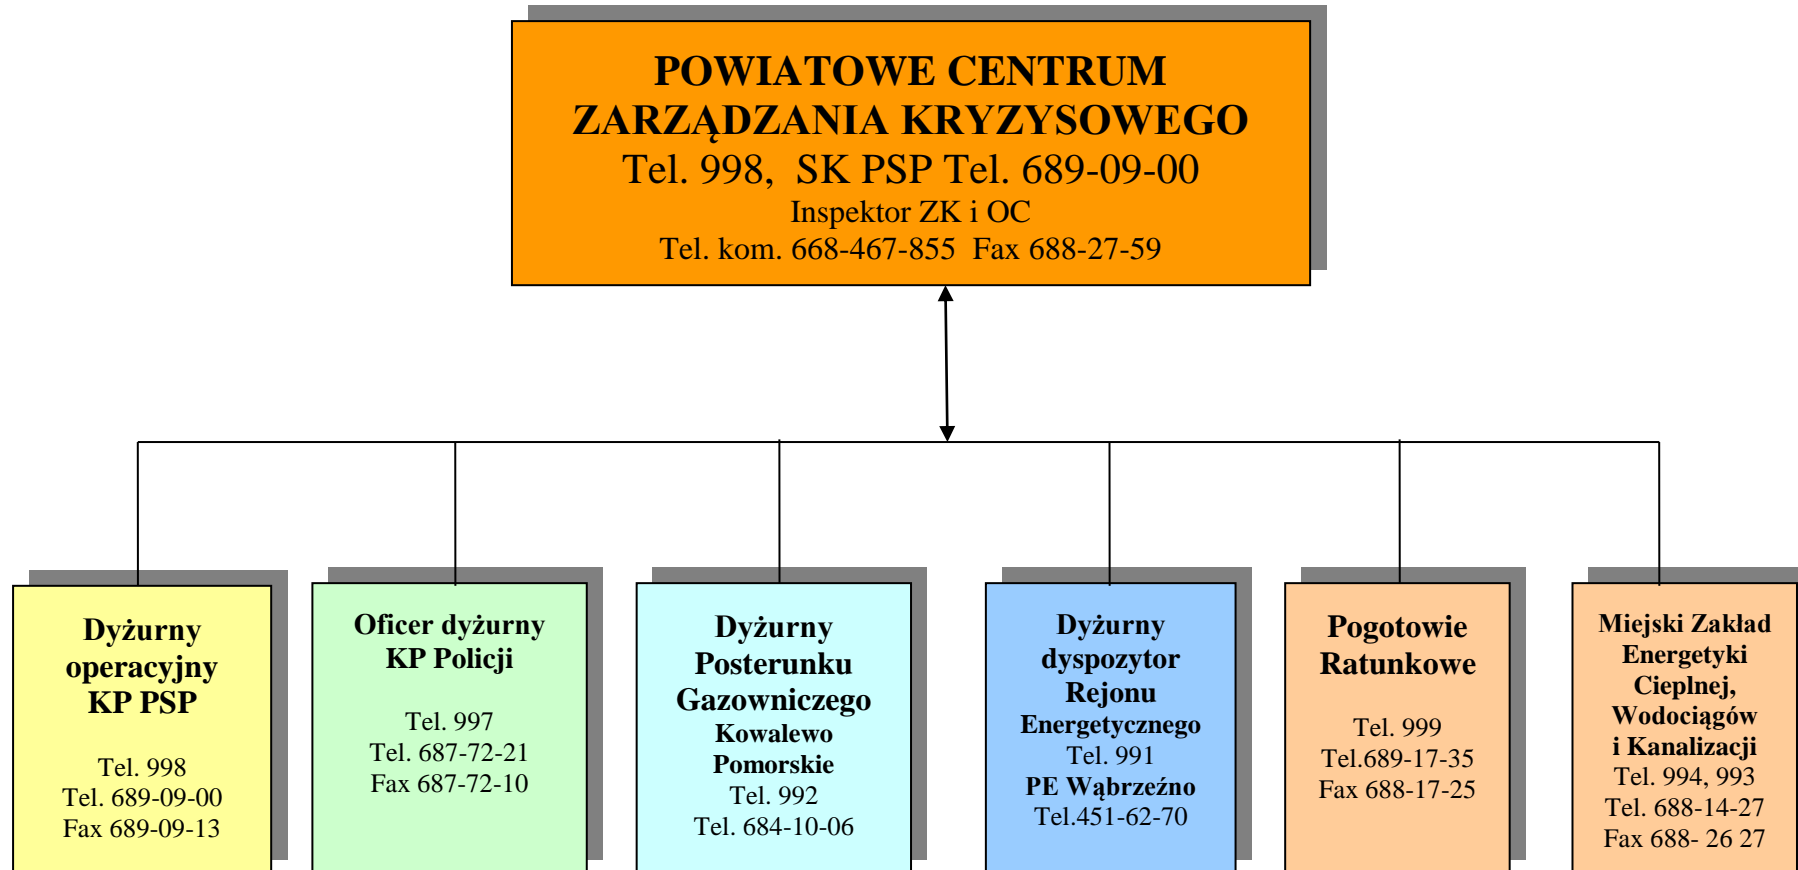 POWIATOWE CENTRUM
ZARZĄDZANIA KRYZYSOWEGO
Tel. 998,  SK PSP Tel. 689-09-00
Inspektor ZK i OC
Tel. kom. 668-467-855  Fax 688-27-59
Dyżurny
operacyjny
KP PSP
Tel. 998
Tel. 689-09-00
Fax 689-09-13
Oficer dyżurny
KP Policji
Tel. 997
Tel. 687-72-21
Fax 687-72-10
Dyżurny
Posterunku
Gazowniczego
Kowalewo
Pomorskie
Tel. 992
Tel. 684-10-06
Dyżurny
dyspozytor
Rejonu
Energetycznego
Tel. 991
PE Wąbrzeźno
Tel.451-62-70
Pogotowie
Ratunkowe
Tel. 999
Tel.689-17-35
Fax 688-17-25
Miejski Zakład
Energetyki
Cieplnej,
Wodociągów
i Kanalizacji
Tel. 994, 993
Tel. 688-14-27
Fax 688- 26 27